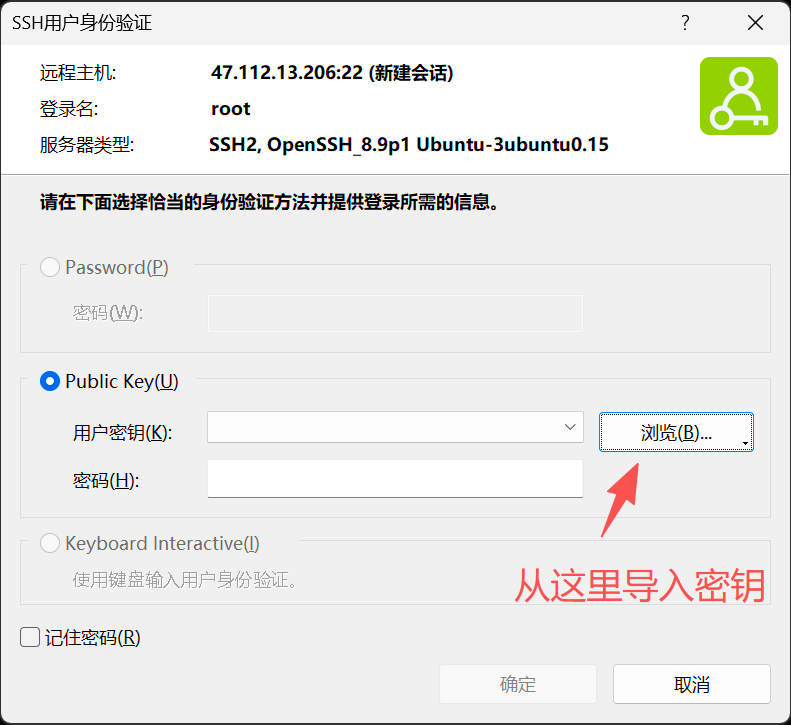 SSH用户身份验证 ?
远程主机: 47.112.13.206:22 (新建会话)
登录名: root
服务器类型: SSH2, OpenSSH_8.9p1 Ubuntu-3ubuntu0.15
请在下面选择恰当的身份验证方法并提供登录所需的信息。
Password(P)
密码(W):
Public Key(U)
用户密钥(K): 浏览(B)...
密码(H):
Keyboard Interactive(I)
使用键盘输入用户身份验证。
从这里导入密钥
记住密码(R)
确定 取消